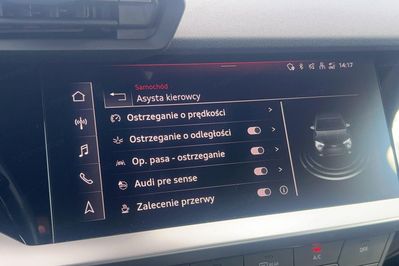 14:17
Samochód
Asysta kierowcy
Ostrzeganie o prędkości
Ostrzeganie o odległości
Op. pasa - ostrzeganie
Audi pre sense
Zalecenie przerwy
A/C